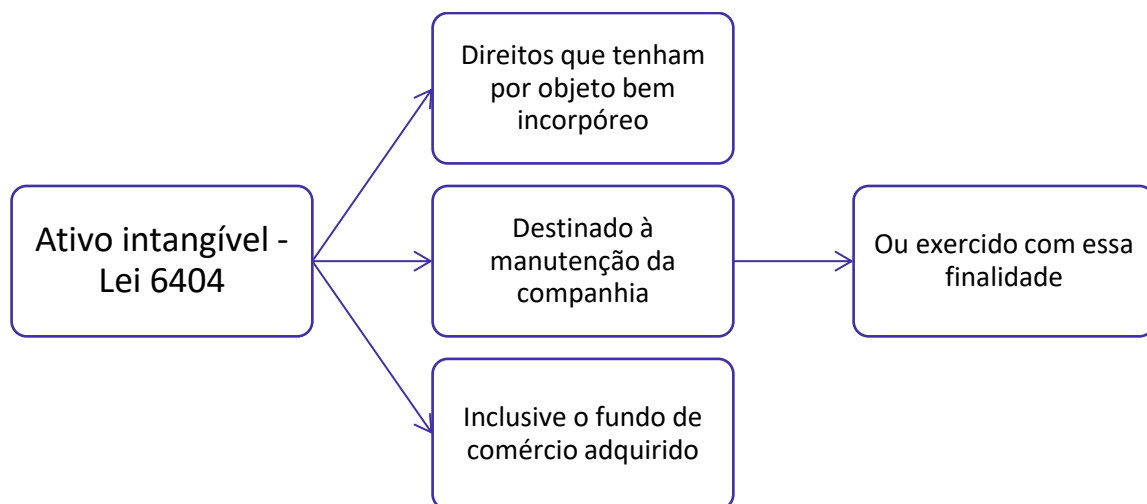 Direitos que tenham
por objeto bem
incorpóreo
Ativo intangível -
Lei 6404
Destinado à
manutenção da
companhia
Ou exercido com essa
finalidade
Inclusive o fundo de
comércio adquirido